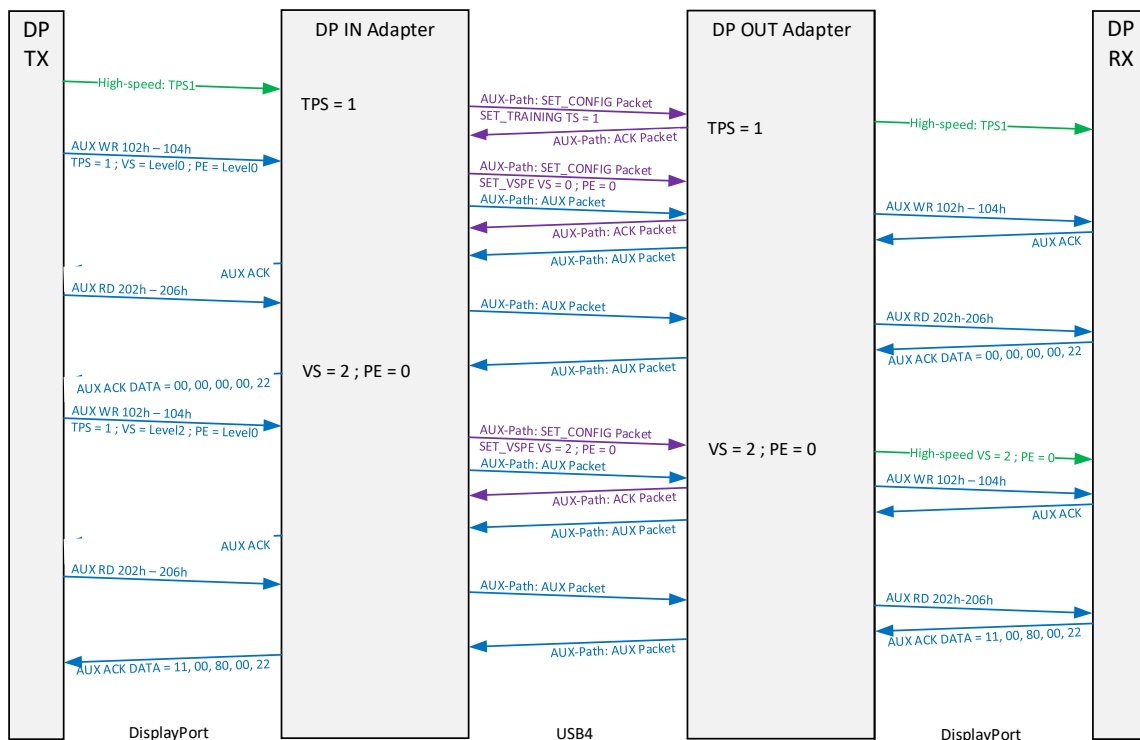 DP
TX
DP IN Adapter
DP OUT Adapter
DP
RX
High-speed: TPS1
TPS = 1
AUX-Path: SET_CONFIG Packet
SET_TRAINING TS = 1
TPS = 1
High-speed: TPS1
AUX-Path: ACK Packet
AUX WR 102h – 104h
TPS = 1 ; VS = Level0 ; PE = Level0
AUX-Path: SET_CONFIG Packet
SET_VSPE VS = 0 ; PE = 0
AUX-Path: AUX Packet
AUX WR 102h – 104h
AUX-Path: ACK Packet
AUX ACK
AUX-Path: AUX Packet
AUX ACK
AUX RD 202h – 206h
AUX-Path: AUX Packet
AUX RD 202h-206h
AUX ACK DATA = 00, 00, 00, 00, 22
AUX-Path: AUX Packet
VS = 2 ; PE = 0
AUX ACK DATA = 00, 00, 00, 00, 22
AUX WR 102h – 104h
TPS = 1 ; VS = Level2 ; PE = Level0
AUX-Path: SET_CONFIG Packet
SET_VSPE VS = 2 ; PE = 0
VS = 2 ; PE = 0
High-speed VS = 2 ; PE = 0
AUX-Path: AUX Packet
AUX WR 102h – 104h
AUX-Path: ACK Packet
AUX ACK
AUX-Path: AUX Packet
AUX ACK
AUX RD 202h – 206h
AUX-Path: AUX Packet
AUX RD 202h-206h
AUX ACK DATA = 11, 00, 80, 00, 22
AUX-Path: AUX Packet
AUX ACK DATA = 11, 00, 80, 00, 22
DisplayPort
USB4
DisplayPort